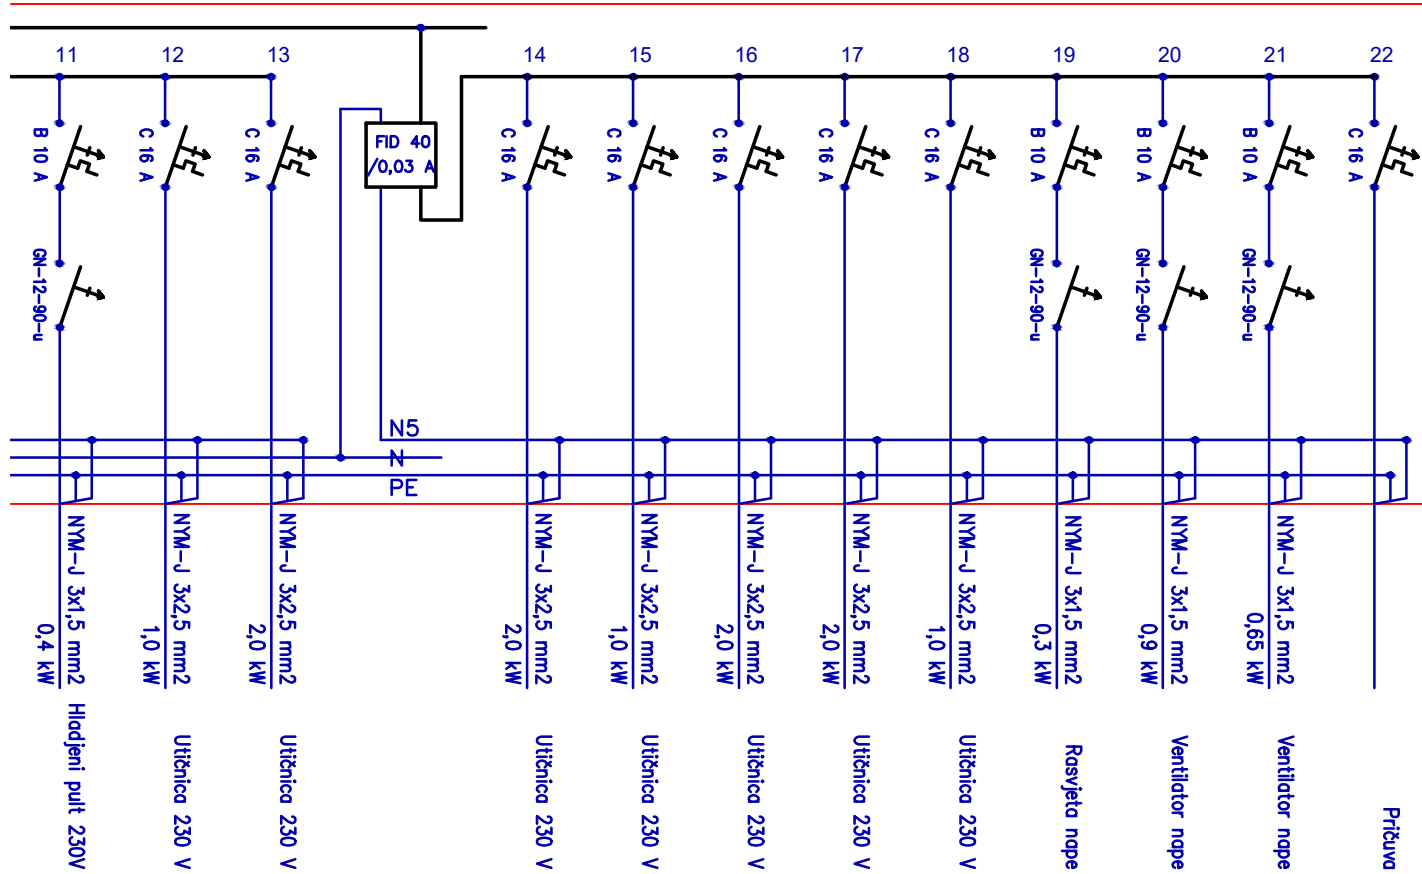 11 12 13 14 15 16 17 18 19 20 21 22
FID 40
/0,03 A
B 10 A
C 16 A
C 16 A
C 16 A
C 16 A
C 16 A
C 16 A
C 16 A
B 10 A
B 10 A
B 10 A
C 16 A
GN-12-90-u
GN-12-90-u
GN-12-90-u
GN-12-90-u
N5
N
PE
NYM-J 3x1,5 mm2
0,4 kW
Hladjeni pult 230V
NYM-J 3x2,5 mm2
1,0 kW
Utičnica 230 V
NYM-J 3x2,5 mm2
2,0 kW
Utičnica 230 V
NYM-J 3x2,5 mm2
2,0 kW
Utičnica 230 V
NYM-J 3x2,5 mm2
1,0 kW
Utičnica 230 V
NYM-J 3x2,5 mm2
2,0 kW
Utičnica 230 V
NYM-J 3x2,5 mm2
2,0 kW
Utičnica 230 V
NYM-J 3x2,5 mm2
1,0 kW
Utičnica 230 V
NYM-J 3x1,5 mm2
0,3 kW
Rasvjeta nape
NYM-J 3x1,5 mm2
0,9 kW
Ventilator nape
NYM-J 3x1,5 mm2
0,65 kW
Ventilator nape
Pričuva